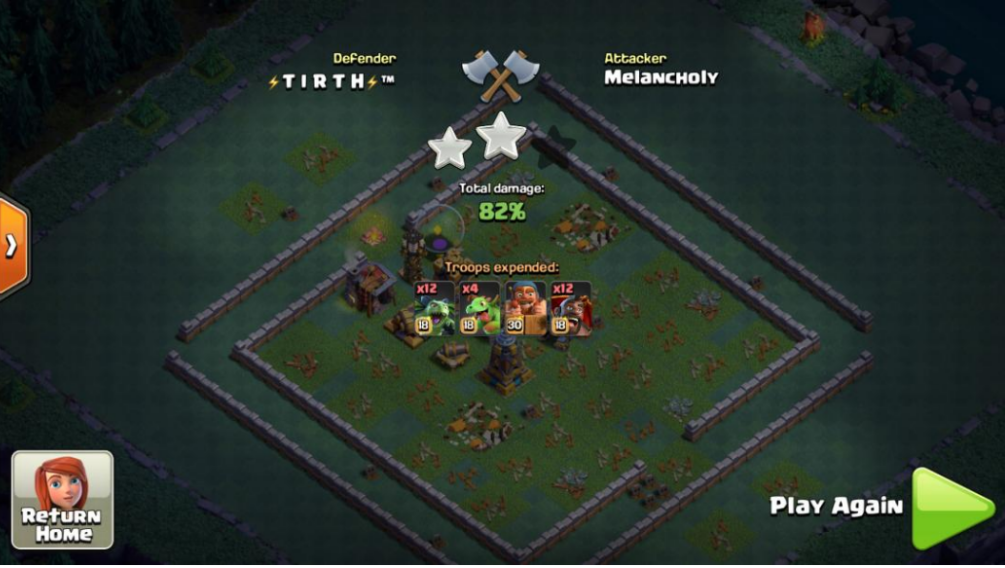 Defender
⚡TIRTH⚡™
Attacker
Melancholy
Total damage:
82%
Troops expended:
x12
x4
x12
18
18
30
18
Return
Home
Play Again